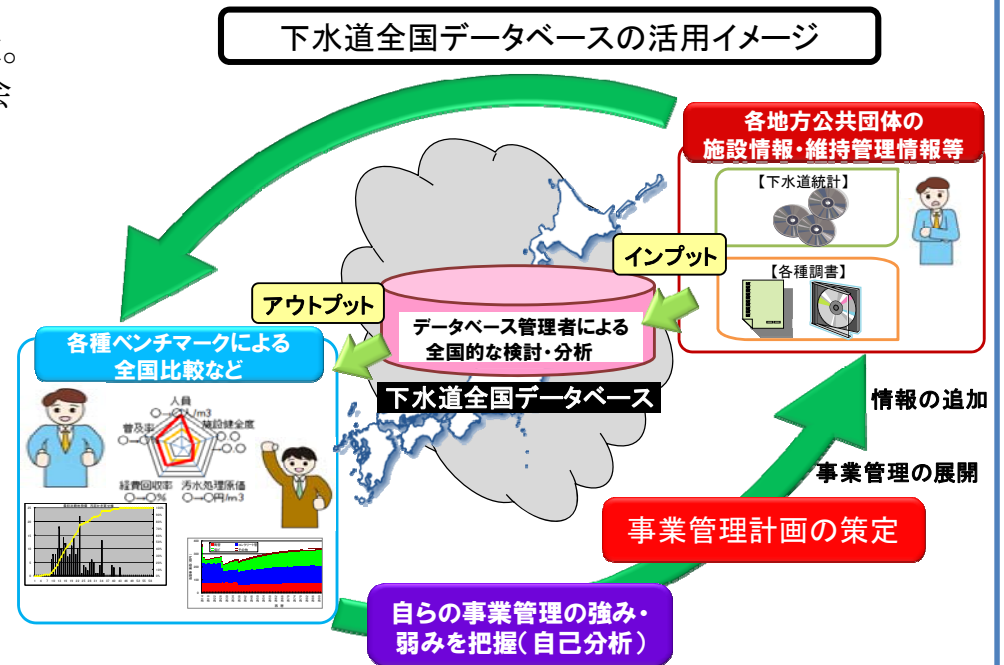 下水道全国データベースの活用イメージ
。
会
各地方公共団体の
施設情報・維持管理情報等
【下水道統計】
【各種調書】
インプット
アウトプット
データベース管理者による
全国的な検討・分析
下水道全国データベース
各種ベンチマークによる
全国比較など
人員
○→○人/m3
普及率
施設健全度
○→○%
○→○.○
経費回収率
汚水処理原価
○→○%
○→○円/m3
情報の追加
事業管理の展開
事業管理計画の策定
自らの事業管理の強み・
弱みを把握(自己分析)